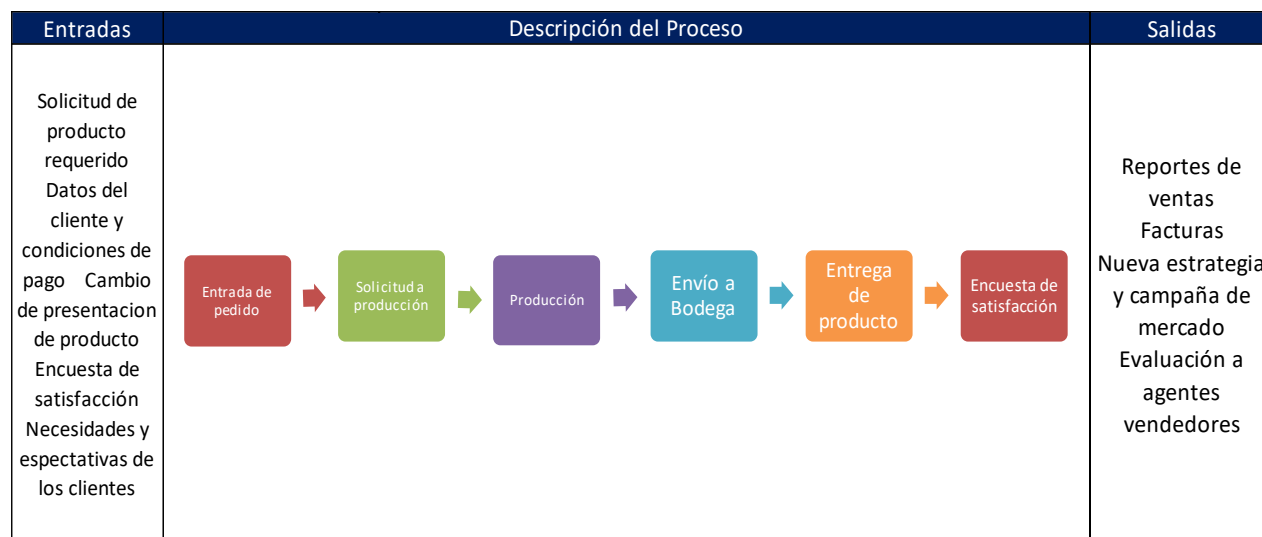 Entradas
Descripción del Proceso
Salidas
Solicitud de
producto
requerido
Datos del
cliente y
condiciones de
pago Cambio
de presentacion
de producto
Encuesta de
satisfacción
Necesidades y
espectativas de
los clientes
Entrada de
pedido
Solicitud a
producción
Producción
Envío a
Bodega
Entrega
de
producto
Encuesta de
satisfacción
Reportes de
ventas
Facturas
Nueva estrategia
y campaña de
mercado
Evaluación a
agentes
vendedores